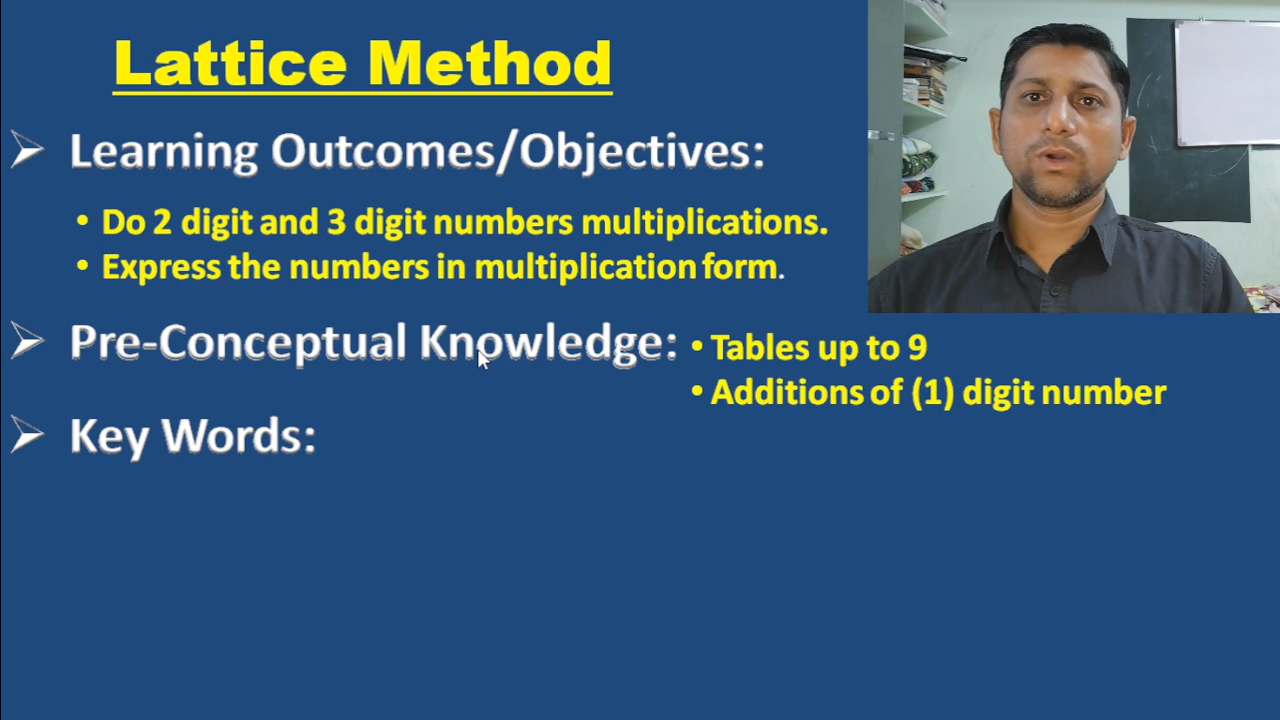 Lattice Method
Learning Outcomes/Objectives:
Do 2 digit and 3 digit numbers multiplications.
Express the numbers in multiplication form.
Pre-Conceptual Knowledge:
Tables up to 9
Additions of (1) digit number
Key Words: